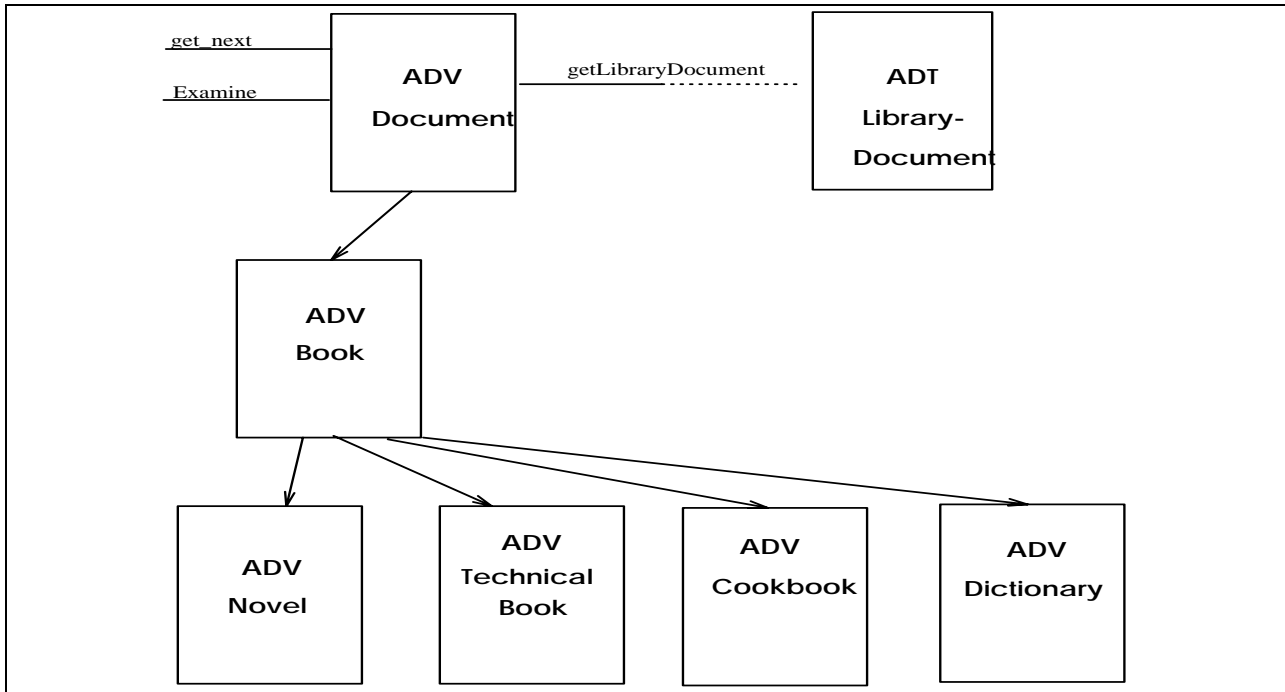 get_next
Examine
ADV
Document
getLibraryDocument
ADT
Library-
Document
ADV
Book
ADV
Novel
ADV
Technical
Book
ADV
Cookbook
ADV
Dictionary